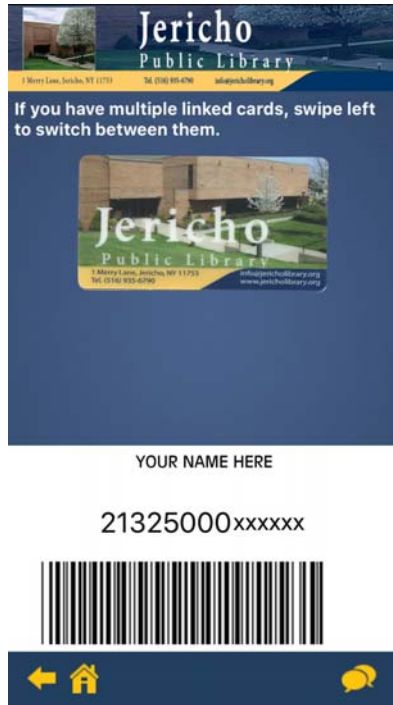 Jericho
Public Library
1 Merry Lane, Jericho, NY 11753 Tel. (516) 935-6790 info@jericholibrary.org
If you have multiple linked cards, swipe left
to switch between them.
Jericho
Public Library
1 Merry Lane, Jericho, NY 11753 info@jericholibrary.org
Tel. (516) 935-6790 www.jericholibrary.org
YOUR NAME HERE
21325000xxxxxx